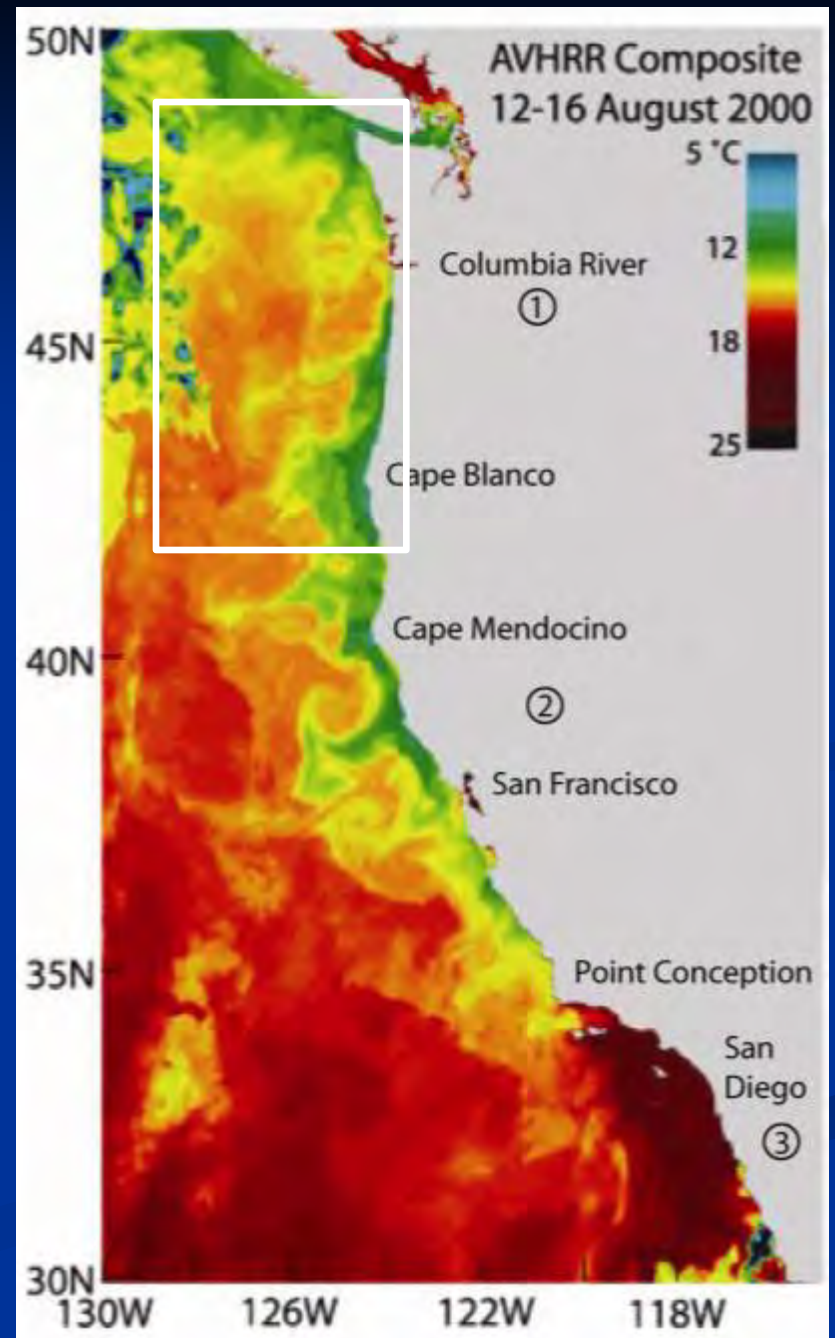 50N
AVHRR Composite
12-16 August 2000
5 °C
12
18
25
Columbia River
①
45N
Cape Blanco
Cape Mendocino
40N
②
San Francisco
35N
Point Conception
San
Diego
③
30N
130W 126W 122W 118W